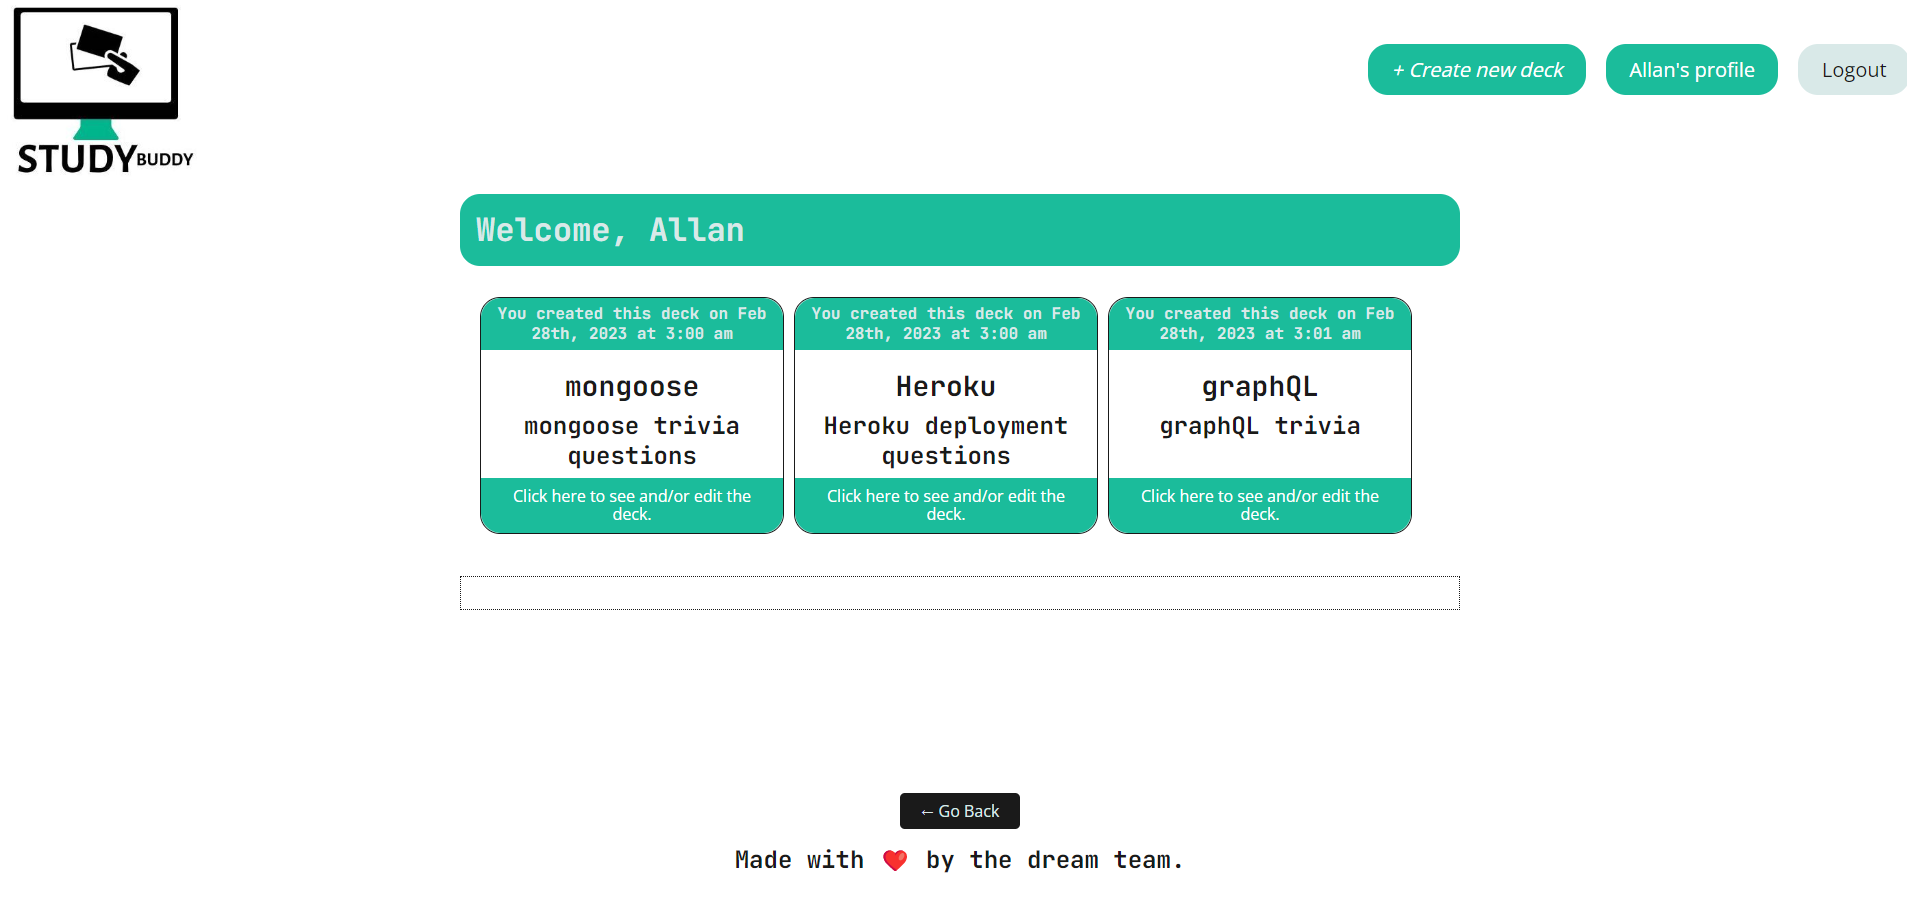 STUDYBUDDY
+ Create new deck
Allan's profile
Logout
Welcome, Allan
You created this deck on Feb
28th, 2023 at 3:00 am
mongoose
mongoose trivia
questions
Click here to see and/or edit the
deck.
You created this deck on Feb
28th, 2023 at 3:00 am
Heroku
Heroku deployment
questions
Click here to see and/or edit the
deck.
You created this deck on Feb
28th, 2023 at 3:01 am
graphQL
graphQL trivia
Click here to see and/or edit the
deck.
← Go Back
Made with ❤️ by the dream team.